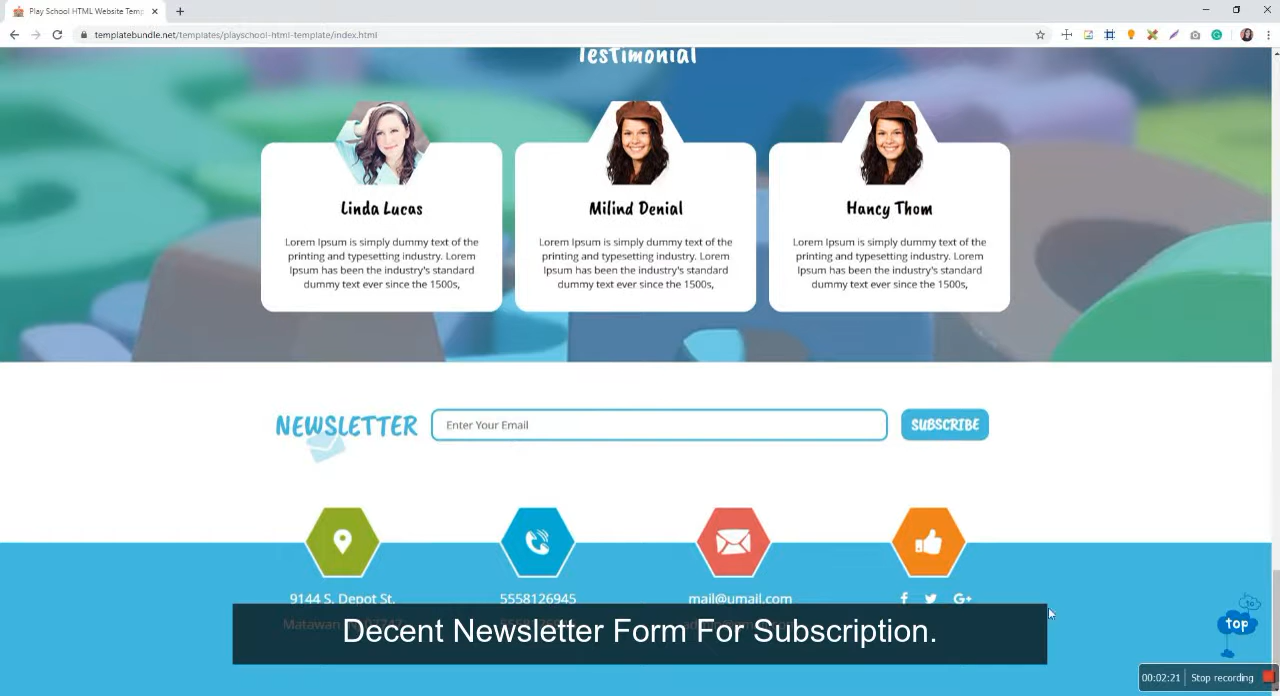 Play School HTML Website Temp
templatebundle.net/templates/playschool-html-template/index.html
Testimonial
Linda Lucas
Lorem Ipsum is simply dummy text of the
printing and typesetting industry. Lorem
Ipsum has been the industry's standard
dummy text ever since the 1500s,
Milind Denial
Lorem Ipsum is simply dummy text of the
printing and typesetting industry. Lorem
Ipsum has been the industry's standard
dummy text ever since the 1500s,
Hancy Thom
Lorem Ipsum is simply dummy text of the
printing and typesetting industry. Lorem
Ipsum has been the industry's standard
dummy text ever since the 1500s,
NEWSLETTER
Enter Your Email
SUBSCRIBE
9144 S. Depot St.
Matawan
5558126945
mail@umail.com
G+
Decent Newsletter Form For Subscription.
to
top
00:02:21 Stop recording